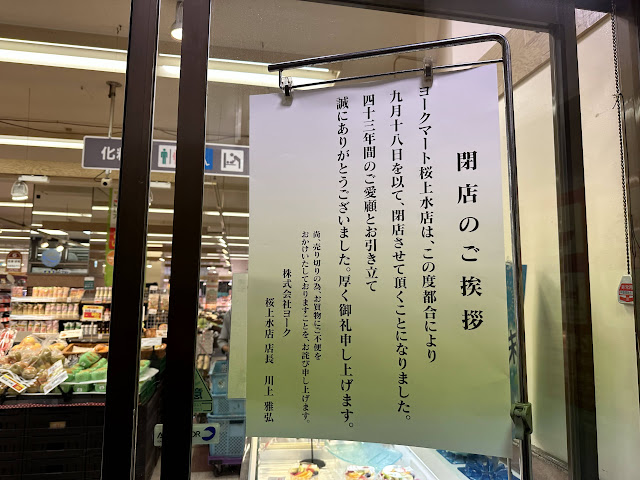 閉店のご挨拶
ヨークマート桜上水店は、この度都合により
九月十八日を以て、閉店させて頂くことになりました。
四十三年間のご愛顧とお引き立て
誠にありがとうございました。厚く御礼申し上げます。
尚、売り切りの為、お買物にご不便を
おかけいたしておりますことを、お詫び申し上げます。
株式会社ヨーク
桜上水店 店長 川上 雅弘
化粧